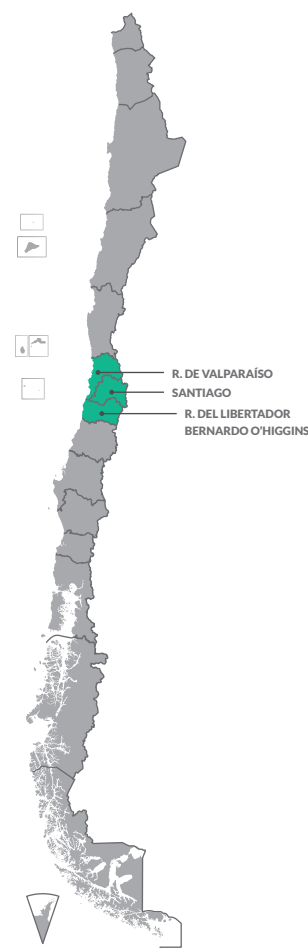 R. DE VALPARAÍSO
SANTIAGO
R. DEL LIBERTADOR
BERNARDO O'HIGGINS